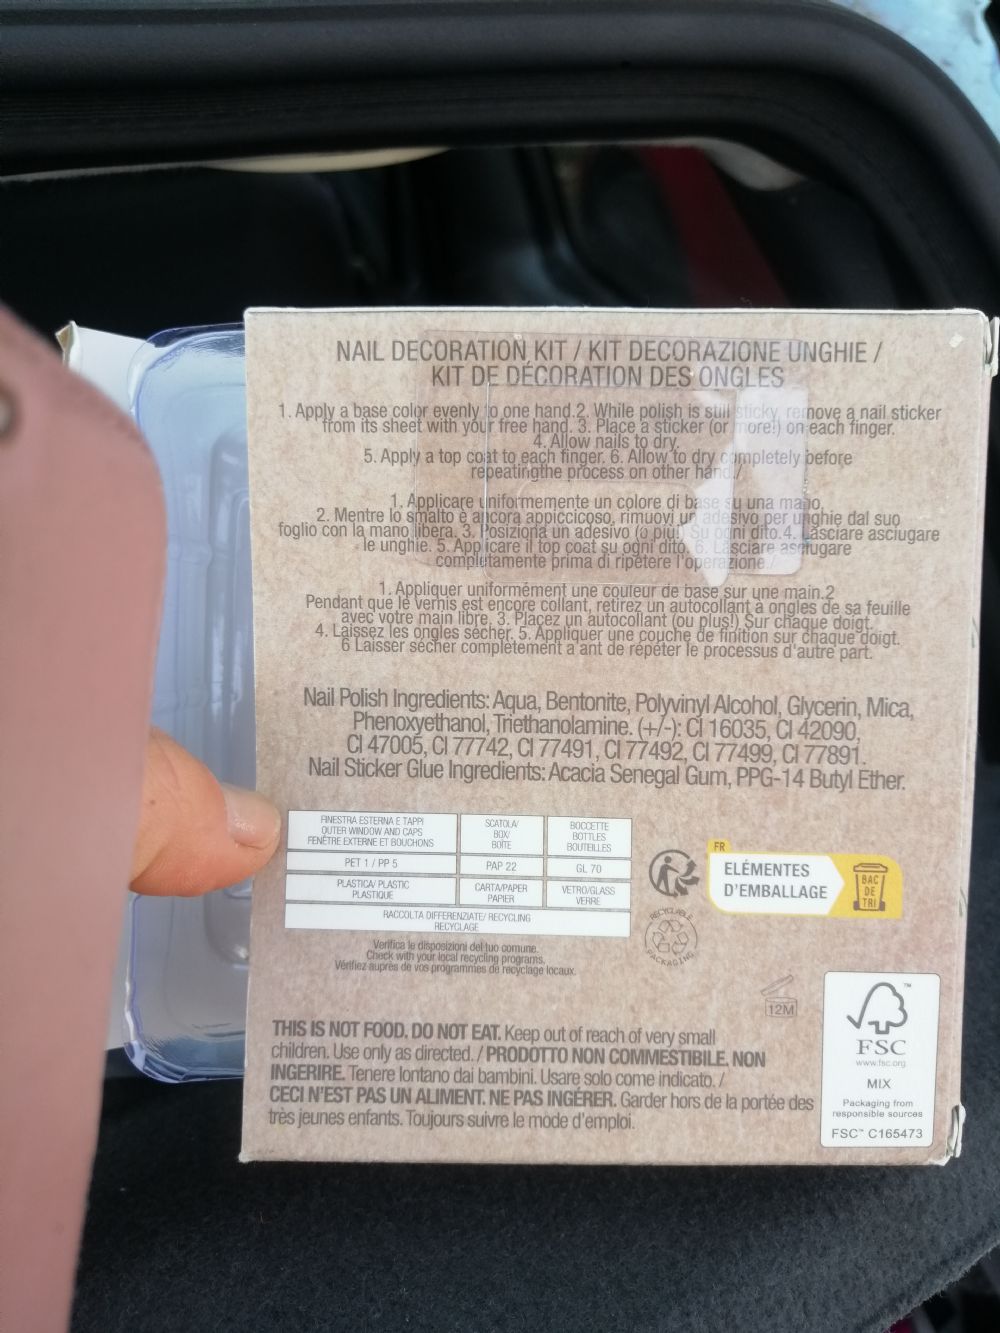 NAIL DECORATION KIT / KIT DECORAZIONE UNGHIE /
KIT DE DÉCORATION DES ONGLES
1. Apply a base color evenly to one hand.2. While polish is still sticky, remove a nail sticker
from its sheet with your free hand. 3. Place a sticker (or more!) on each finger.
4. Allow nails to dry.
5. Apply a top coat to each finger. 6. Allow to dry completely before
repeatingthe process on other hand./
1. Applicare uniformemente un colore di base su una mano.
2. Mentre lo smalto è ancora appiccicoso, rimuovi un adesivo per unghie dal suo
foglio con la mano libera. 3. Posiziona un adesivo (o più!) Su ogni dito.4. Lasciare asciugare
le unghie. 5. Applicare il top coat su ogni dito. 6. Lasciare asciugare
completamente prima di ripetere l'operazione./
1. Appliquer uniformément une couleur de base sur une main.2
Pendant que le vernis est encore collant, retirez un autocollant à ongles de sa feuille
avec votre main libre. 3. Placez un autocollant (ou plus!) Sur chaque doigt.
4. Laissez les ongles sécher. 5. Appliquer une couche de finition sur chaque doigt.
6 Laisser sécher complètement a ant de répéter le processus d'autre part.
Nail Polish Ingredients: Aqua, Bentonite, Polyvinyl Alcohol, Glycerin, Mica,
Phenoxyethanol, Triethanolamine. (+/-): CI 16035, CI 42090,
CI 47005, CI 77742, CI 77491, CI 77492, CI 77499, CI 77891.
Nail Sticker Glue Ingredients: Acacia Senegal Gum, PPG-14 Butyl Ether.
FINESTRA ESTERNA E TAPPI
OUTER WINDOW AND CAPS
FENÊTRE EXTERNE ET BOUCHONS
SCATOLA/
BOX/
BOÎTE
BOCCETTE
BOTTLES
BOUTEILLES
PET 1 / PP 5
PAP 22
GL 70
PLASTICA/ PLASTIC
PLASTIQUE
CARTA/PAPER
PAPIER
VETRO/GLASS
VERRE
RACCOLTA DIFFERENZIATE/ RECYCLING
RECYCLAGE
Verifica le disposizioni del tuo comune.
Check with your local recycling programs.
Vérifiez auprès de vos programmes de recyclage locaux.
FR
ELÉMENTES
D'EMBALLAGE
BAC
DE
TRI
RECYCLABLE
PACKAGING
12M
THIS IS NOT FOOD. DO NOT EAT. Keep out of reach of very small
children. Use only as directed. / PRODOTTO NON COMMESTIBILE. NON
INGERIRE. Tenere lontano dai bambini. Usare solo come indicato. /
CECI N'EST PAS UN ALIMENT. NE PAS INGÉRER. Garder hors de la portée des
très jeunes enfants. Toujours suivre le mode d'emploi.
™
FSC
www.fsc.org
MIX
Packaging from
responsible sources
FSC™ C165473